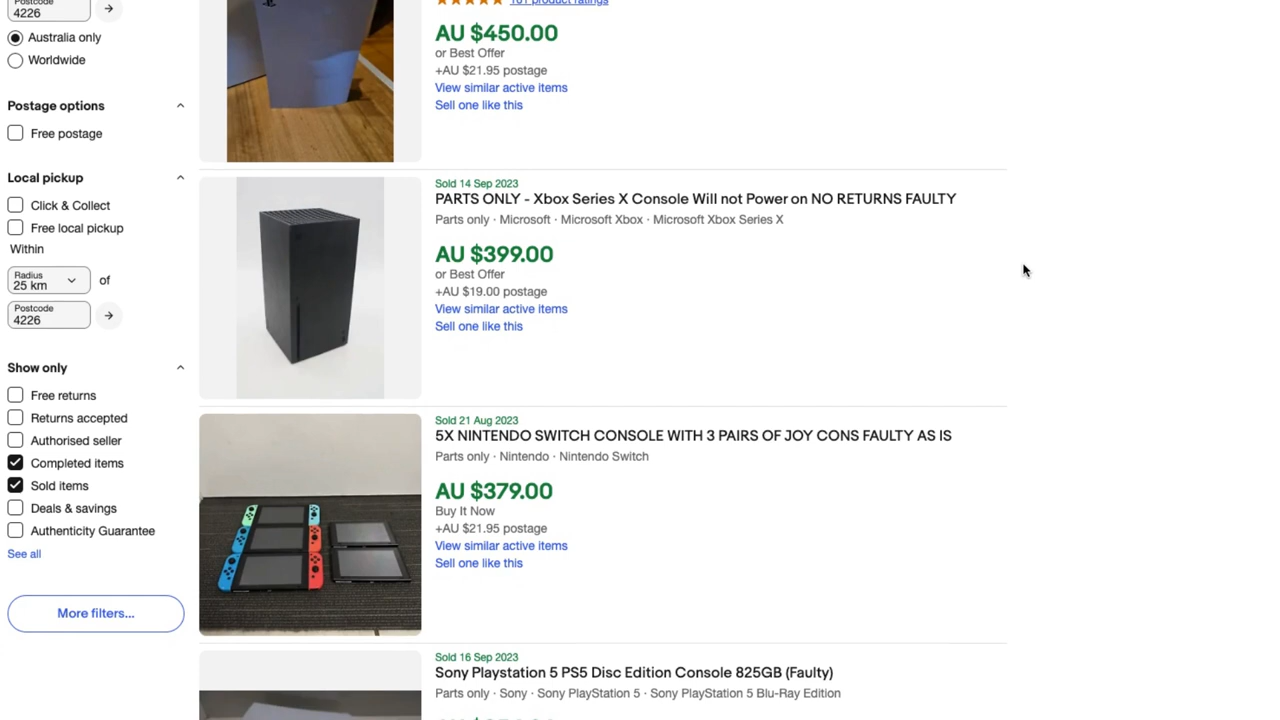 Postcode
4226
Australia only
Worldwide
Postage options
Free postage
Local pickup
Click & Collect
Free local pickup
Within
Radius
25 km
of
Postcode
4226
Show only
Free returns
Returns accepted
Authorised seller
Completed items
Sold items
Deals & savings
Authenticity Guarantee
See all
More filters...
161 product ratings
AU $450.00
or Best Offer
+AU $21.95 postage
View similar active items
Sell one like this
Sold 14 Sep 2023
PARTS ONLY - Xbox Series X Console Will not Power on NO RETURNS FAULTY
Parts only · Microsoft · Microsoft Xbox · Microsoft Xbox Series X
AU $399.00
or Best Offer
+AU $19.00 postage
View similar active items
Sell one like this
Sold 21 Aug 2023
5X NINTENDO SWITCH CONSOLE WITH 3 PAIRS OF JOY CONS FAULTY AS IS
Parts only · Nintendo · Nintendo Switch
AU $379.00
Buy It Now
+AU $21.95 postage
View similar active items
Sell one like this
Sold 16 Sep 2023
Sony Playstation 5 PS5 Disc Edition Console 825GB (Faulty)
Parts only · Sony · Sony PlayStation 5 · Sony PlayStation 5 Blu-Ray Edition